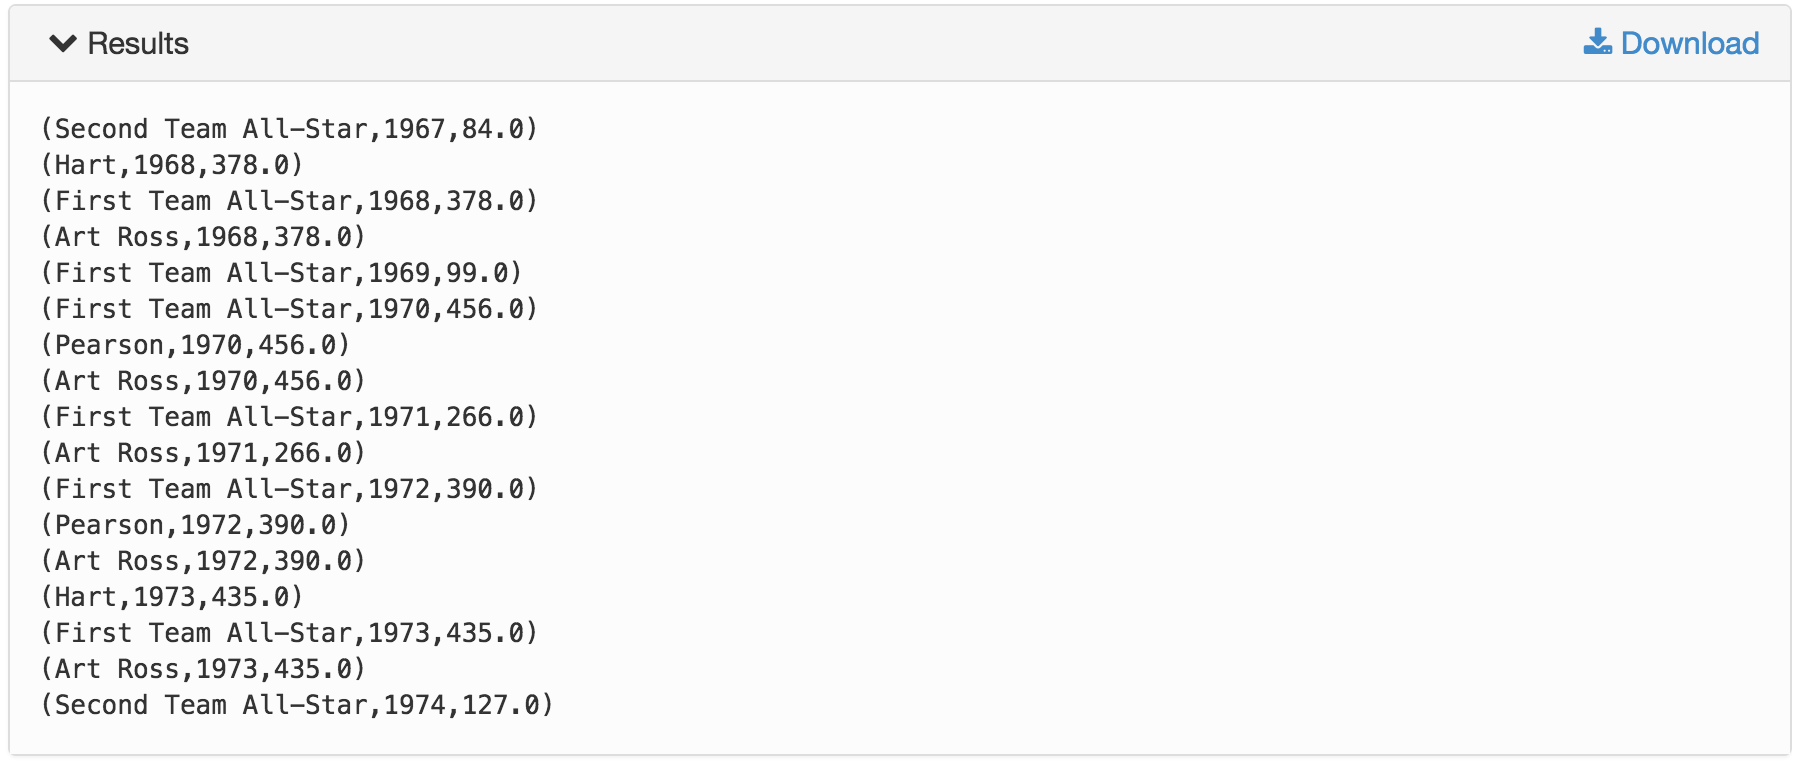 Results
Download
(Second Team All-Star,1967,84.0)
(Hart,1968,378.0)
(First Team All-Star,1968,378.0)
(Art Ross,1968,378.0)
(First Team All-Star,1969,99.0)
(First Team All-Star,1970,456.0)
(Pearson,1970,456.0)
(Art Ross,1970,456.0)
(First Team All-Star,1971,266.0)
(Art Ross,1971,266.0)
(First Team All-Star,1972,390.0)
(Pearson,1972,390.0)
(Art Ross,1972,390.0)
(Hart,1973,435.0)
(First Team All-Star,1973,435.0)
(Art Ross,1973,435.0)
(Second Team All-Star,1974,127.0)